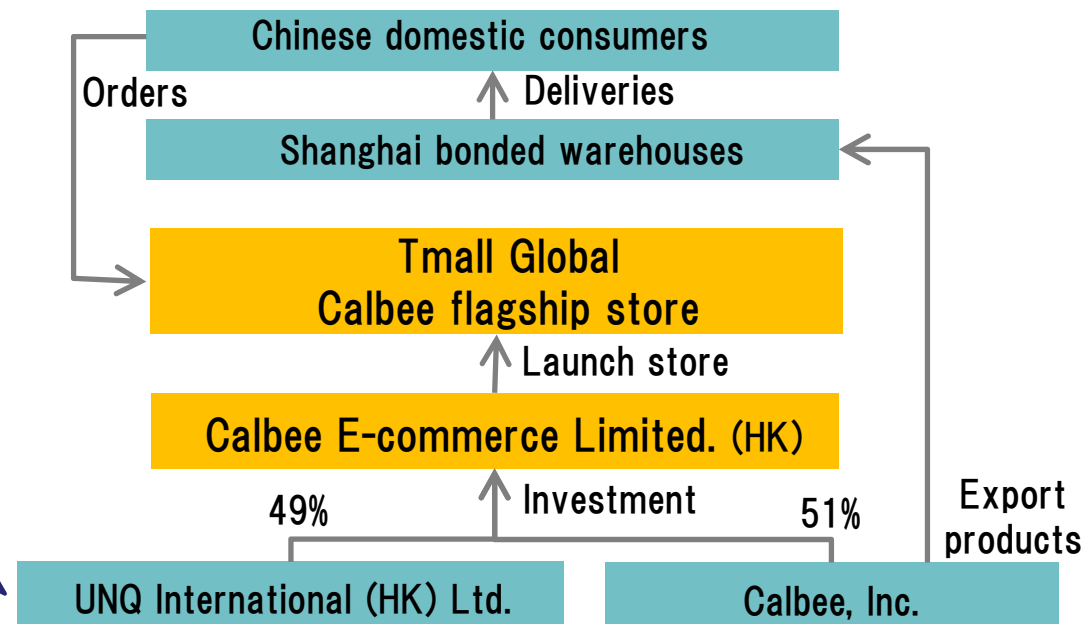 Chinese domestic consumers
Orders
Deliveries
Shanghai bonded warehouses
Tmall Global
Calbee flagship store
Launch store
Calbee E-commerce Limited. (HK)
49%
Investment
51%
Export
products
UNQ International (HK) Ltd.
Calbee, Inc.